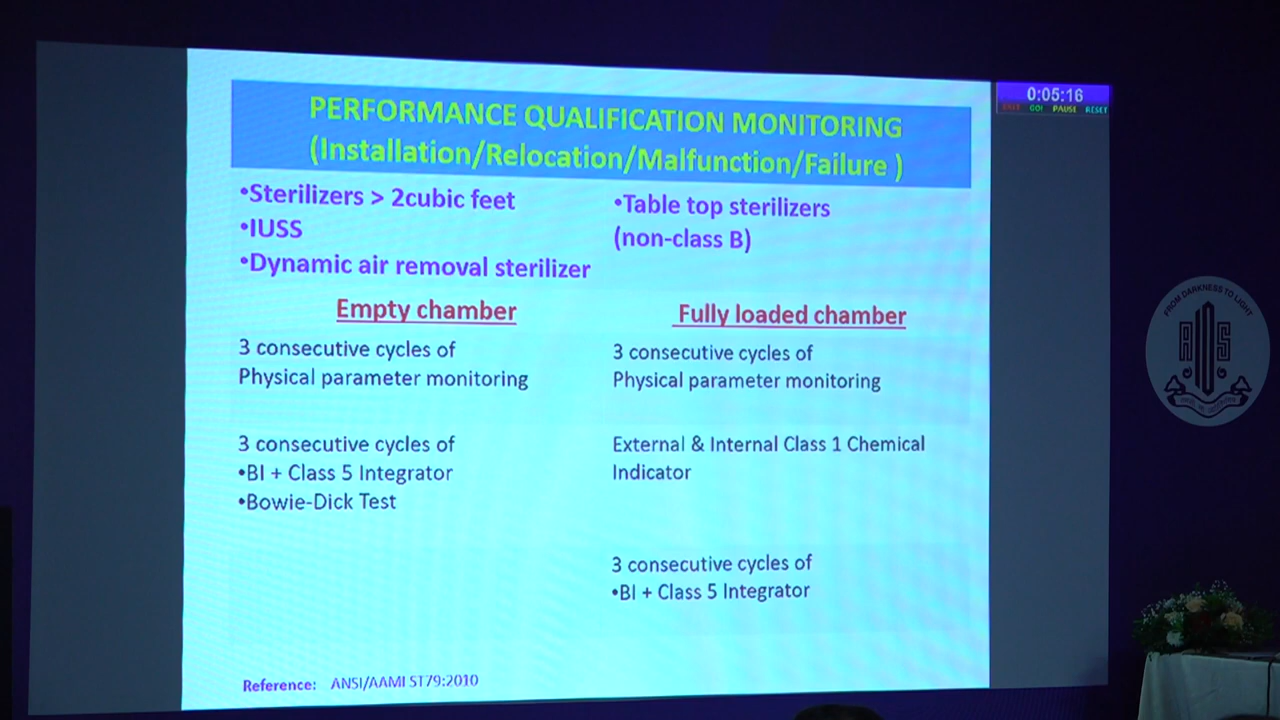 PERFORMANCE QUALIFICATION MONITORING
(Installation/Relocation/Malfunction/Failure )
•Sterilizers > 2cubic feet
•IUSS
•Dynamic air removal sterilizer
•Table top sterilizers
(non-class B)
Empty chamber
3 consecutive cycles of
Physical parameter monitoring
3 consecutive cycles of
•BI + Class 5 Integrator
•Bowie-Dick Test
Fully loaded chamber
3 consecutive cycles of
Physical parameter monitoring
External & Internal Class 1 Chemical
Indicator
3 consecutive cycles of
•BI + Class 5 Integrator
Reference: ANSI/AAMI ST79:2010
0:05:16
GO! PAUSE RESET
FROM DARKNESS TO LIGHT